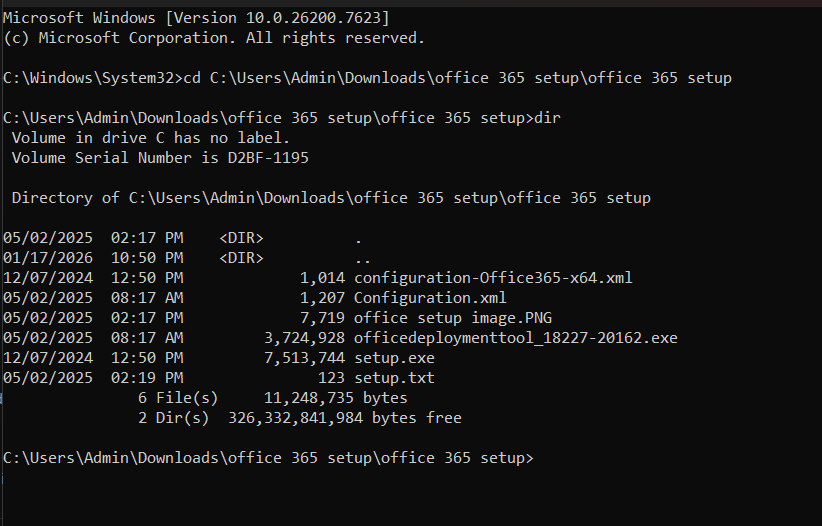 Microsoft Windows [Version 10.0.26200.7623]
(c) Microsoft Corporation. All rights reserved.

C:\Windows\System32>cd C:\Users\Admin\Downloads\office 365 setup\office 365 setup

C:\Users\Admin\Downloads\office 365 setup\office 365 setup>dir
 Volume in drive C has no label.
 Volume Serial Number is D2BF-1195

 Directory of C:\Users\Admin\Downloads\office 365 setup\office 365 setup

05/02/2025  02:17 PM    <DIR>          .
01/17/2026  10:50 PM    <DIR>          ..
12/07/2024  12:50 PM             1,014 configuration-Office365-x64.xml
05/02/2025  08:17 AM             1,207 Configuration.xml
05/02/2025  02:17 PM             7,719 office setup image.PNG
05/02/2025  08:17 AM         3,724,928 officedeploymenttool_18227-20162.exe
12/07/2024  12:50 PM         7,513,744 setup.exe
05/02/2025  02:19 PM               123 setup.txt
               6 File(s)     11,248,735 bytes
               2 Dir(s)  326,332,841,984 bytes free

C:\Users\Admin\Downloads\office 365 setup\office 365 setup>